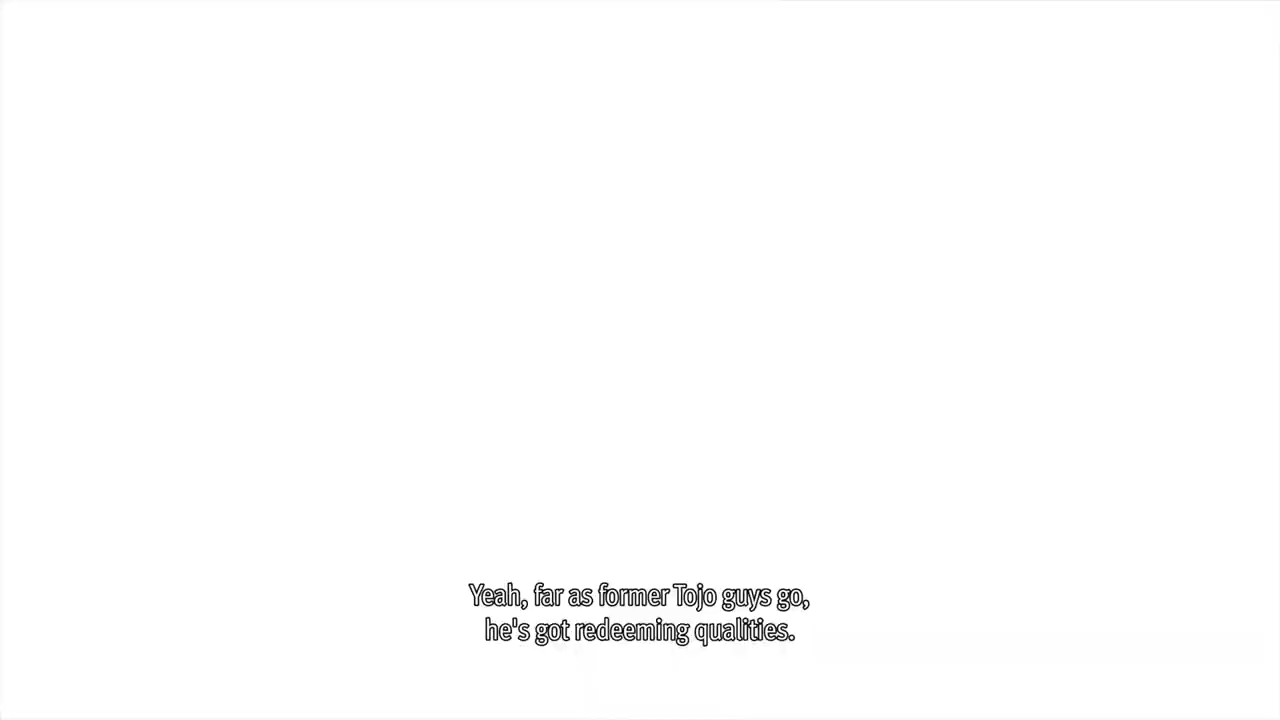 Yeah, far as former Tojo guys go,
he's got redeeming qualities.